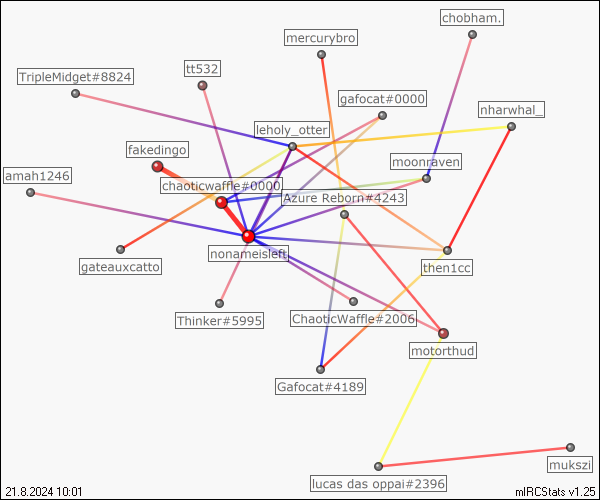 chobham.
mercurybro
tt532
TripleMidget#8824
gafocat#0000
nharwhal_
leholy_otter
fakedingo
moonraven
amah1246
chaoticwaffle#0000
Azure Reborn#4243
nonameisleft
then1cc
gateauxcatto
Thinker#5995
ChaoticWaffle#2006
motorthud
Gafocat#4189
mukszi
lucas das oppai#2396
21.8.2024 10:01
mIRCStats v1.25